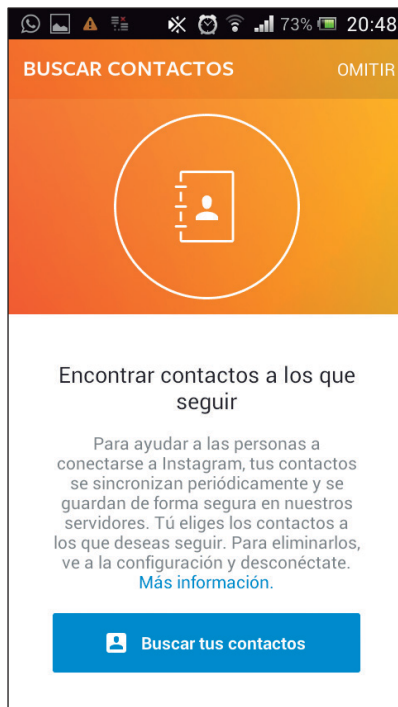 73% 20:48
BUSCAR CONTACTOS OMITIR
Encontrar contactos a los que
seguir
Para ayudar a las personas a
conectarse a Instagram, tus contactos
se sincronizan periódicamente y se
guardan de forma segura en nuestros
servidores. Tú eliges los contactos a
los que deseas seguir. Para eliminarlos,
ve a la configuración y desconéctate.
Más información.
Buscar tus contactos